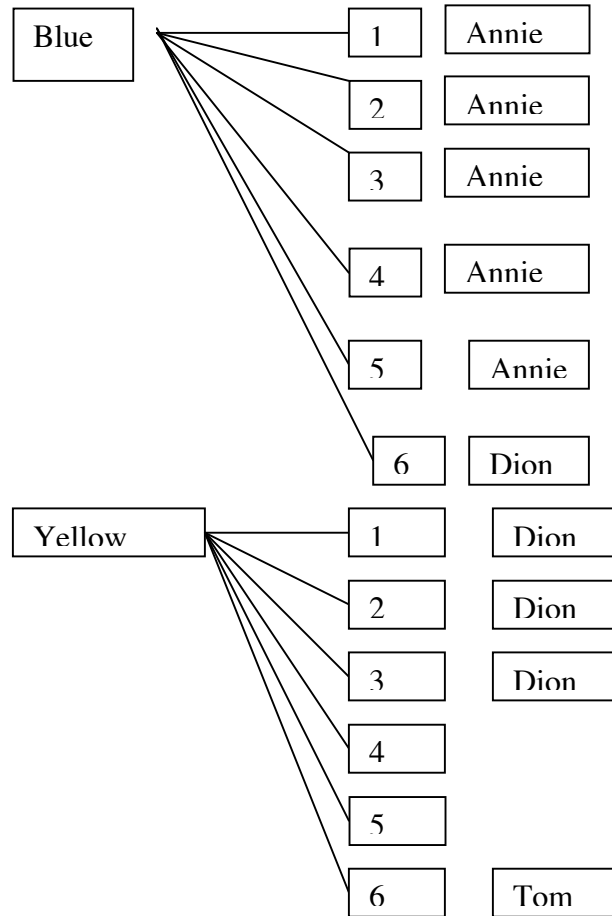 Blue 1 Annie
2 Annie
3 Annie
4 Annie
5 Annie
6 Dion
Yellow 1 Dion
2 Dion
3 Dion
4
5
6 Tom